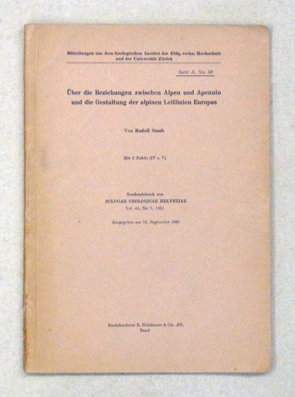 Mitteilungen aus dem Geologischen Institut der Eidg. techn. Hochschule
und der Universität Zürich
Serie A, No.
Über die Beziehungen zwischen Alpen und Apennin
und die Gestaltung der alpinen Leitlinien Europas
Von Rudolf Staub
Mit 2 Tafeln (IV u. V)
Sonderabdruck aus
ECLOGAE GEOLOGICAE HELVETIAE
Vol. 44, No. 1, 1951
Ausgegeben am September 1951
Buchdruckerei E. Birkhäuser & Cie., AG.
Basel